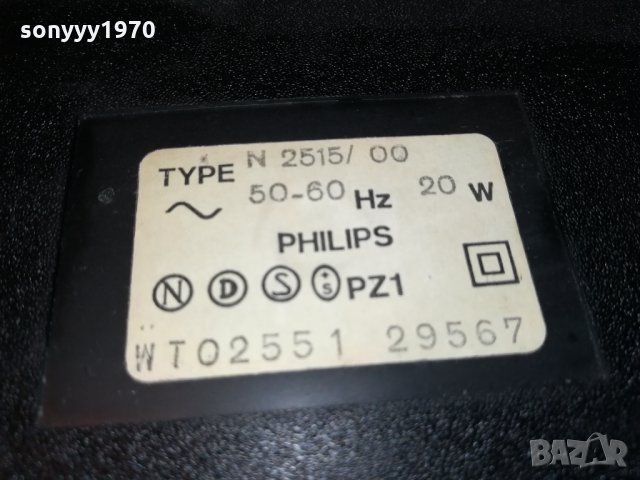 sonyyy1970
TYPE N 2515/ 00
50-60 Hz 20 W
PHILIPS
N D S +s PZ1
WT02551 29567
BAZAR